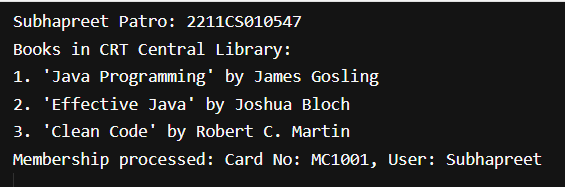 Subhapreet Patro: 2211CS010547
Books in CRT Central Library:
1. 'Java Programming' by James Gosling
2. 'Effective Java' by Joshua Bloch
3. 'Clean Code' by Robert C. Martin
Membership processed: Card No: MC1001, User: Subhapreet